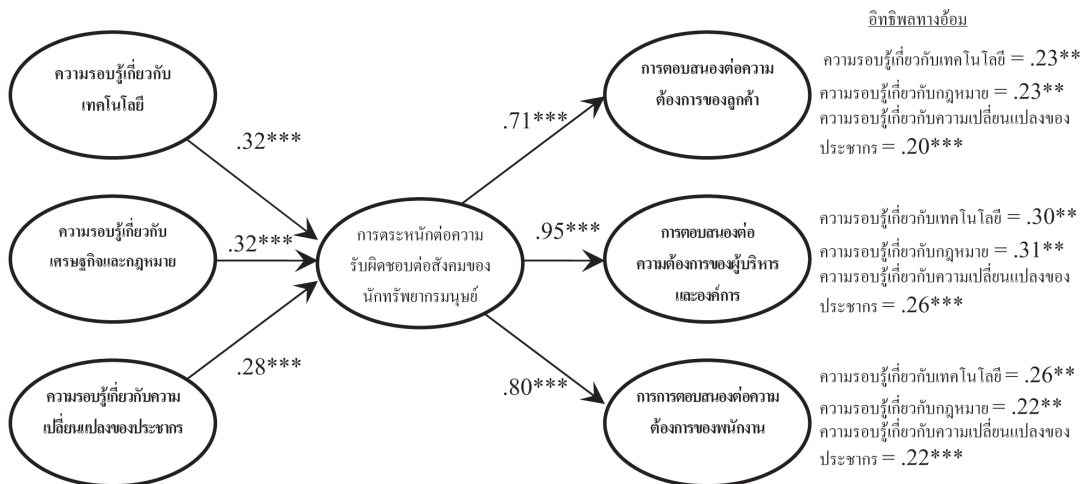 ความรอบรู้เกี่ยวกับ
เทคโนโลยี
ความรอบรู้เกี่ยวกับ
เศรษฐกิจและกฎหมาย
ความรอบรู้เกี่ยวกับความ
เปลี่ยนแปลงของประชากร
.32***
.32***
.28***
การตระหนักต่อความ
รับผิดชอบต่อสังคมของ
นักทรัพยากรมนุษย์
.71***
.95***
.80***
การตอบสนองต่อความ
ต้องการของลูกค้า
การตอบสนองต่อ
ความต้องการของผู้บริหาร
และองค์การ
การการตอบสนองต่อความ
ต้องการของพนักงาน
อิทธิพลทางอ้อม
ความรอบรู้เกี่ยวกับเทคโนโลยี = .23**
ความรอบรู้เกี่ยวกับกฎหมาย = .23**
ความรอบรู้เกี่ยวกับความเปลี่ยนแปลงของ
ประชากร = .20***
ความรอบรู้เกี่ยวกับเทคโนโลยี = .30**
ความรอบรู้เกี่ยวกับกฎหมาย = .31**
ความรอบรู้เกี่ยวกับความเปลี่ยนแปลงของ
ประชากร = .26***
ความรอบรู้เกี่ยวกับเทคโนโลยี = .26**
ความรอบรู้เกี่ยวกับกฎหมาย = .22**
ความรอบรู้เกี่ยวกับความเปลี่ยนแปลงของ
ประชากร = .22***